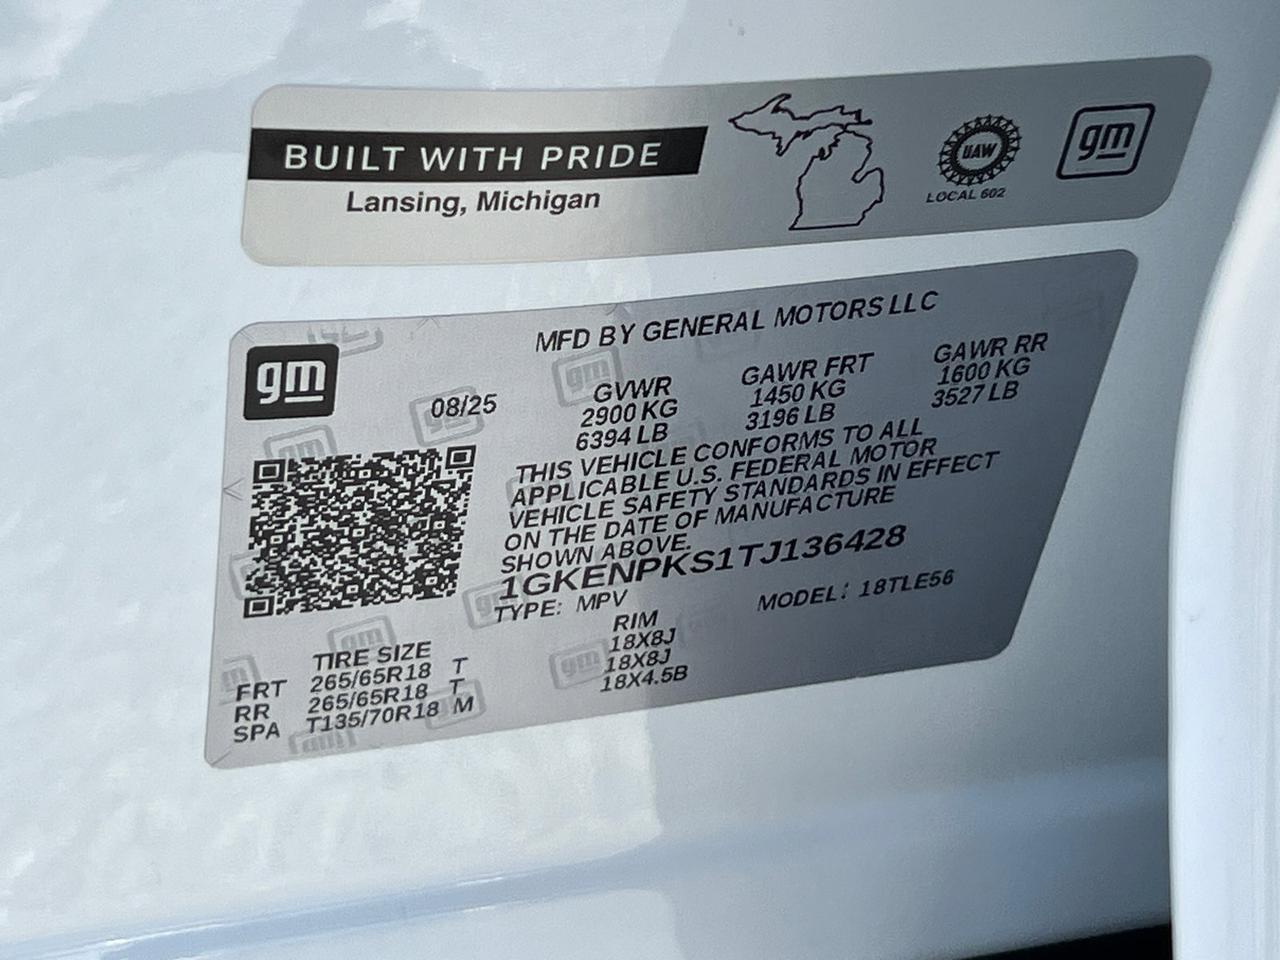 BUILT WITH PRIDE
Lansing, Michigan
UAW
LOCAL 602
gm
MFD BY GENERAL MOTORS LLC
gm
08/25
GVWR GAWR FRT GAWR RR
2900 KG 1450 KG 1600 KG
6394 LB 3196 LB 3527 LB
THIS VEHICLE CONFORMS TO ALL
APPLICABLE U.S. FEDERAL MOTOR
VEHICLE SAFETY STANDARDS IN EFFECT
ON THE DATE OF MANUFACTURE
SHOWN ABOVE.
1GKENPKS1TJ136428
TYPE: MPV MODEL: 18TLE56
TIRE SIZE RIM
FRT 265/65R18 T 18X8J
RR 265/65R18 T 18X8J
SPA T135/70R18 M 18X4.5B